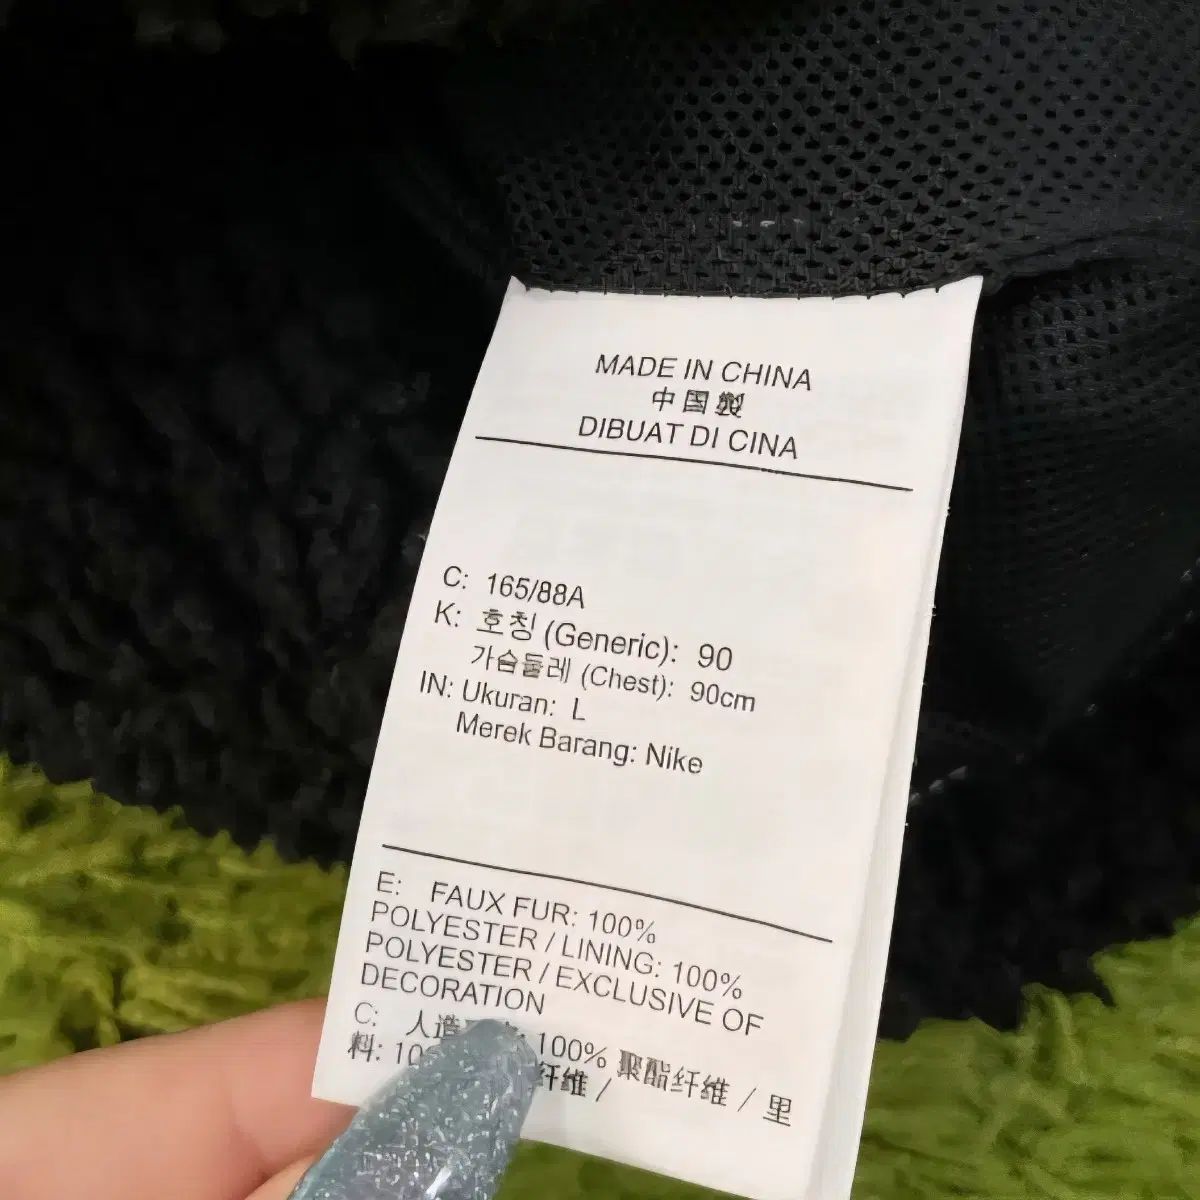 MADE IN CHINA
中国製
DIBUAT DI CINA
C: 165/88A
K: 호칭 (Generic): 90
가슴둘레 (Chest): 90cm
IN: Ukuran: L
Merek Barang: Nike
E: FAUX FUR: 100%
POLYESTER / LINING: 100%
POLYESTER / EXCLUSIVE OF
DECORATION
C: 人造 100% 聚酯纤维 / 里
料: 纤维 /